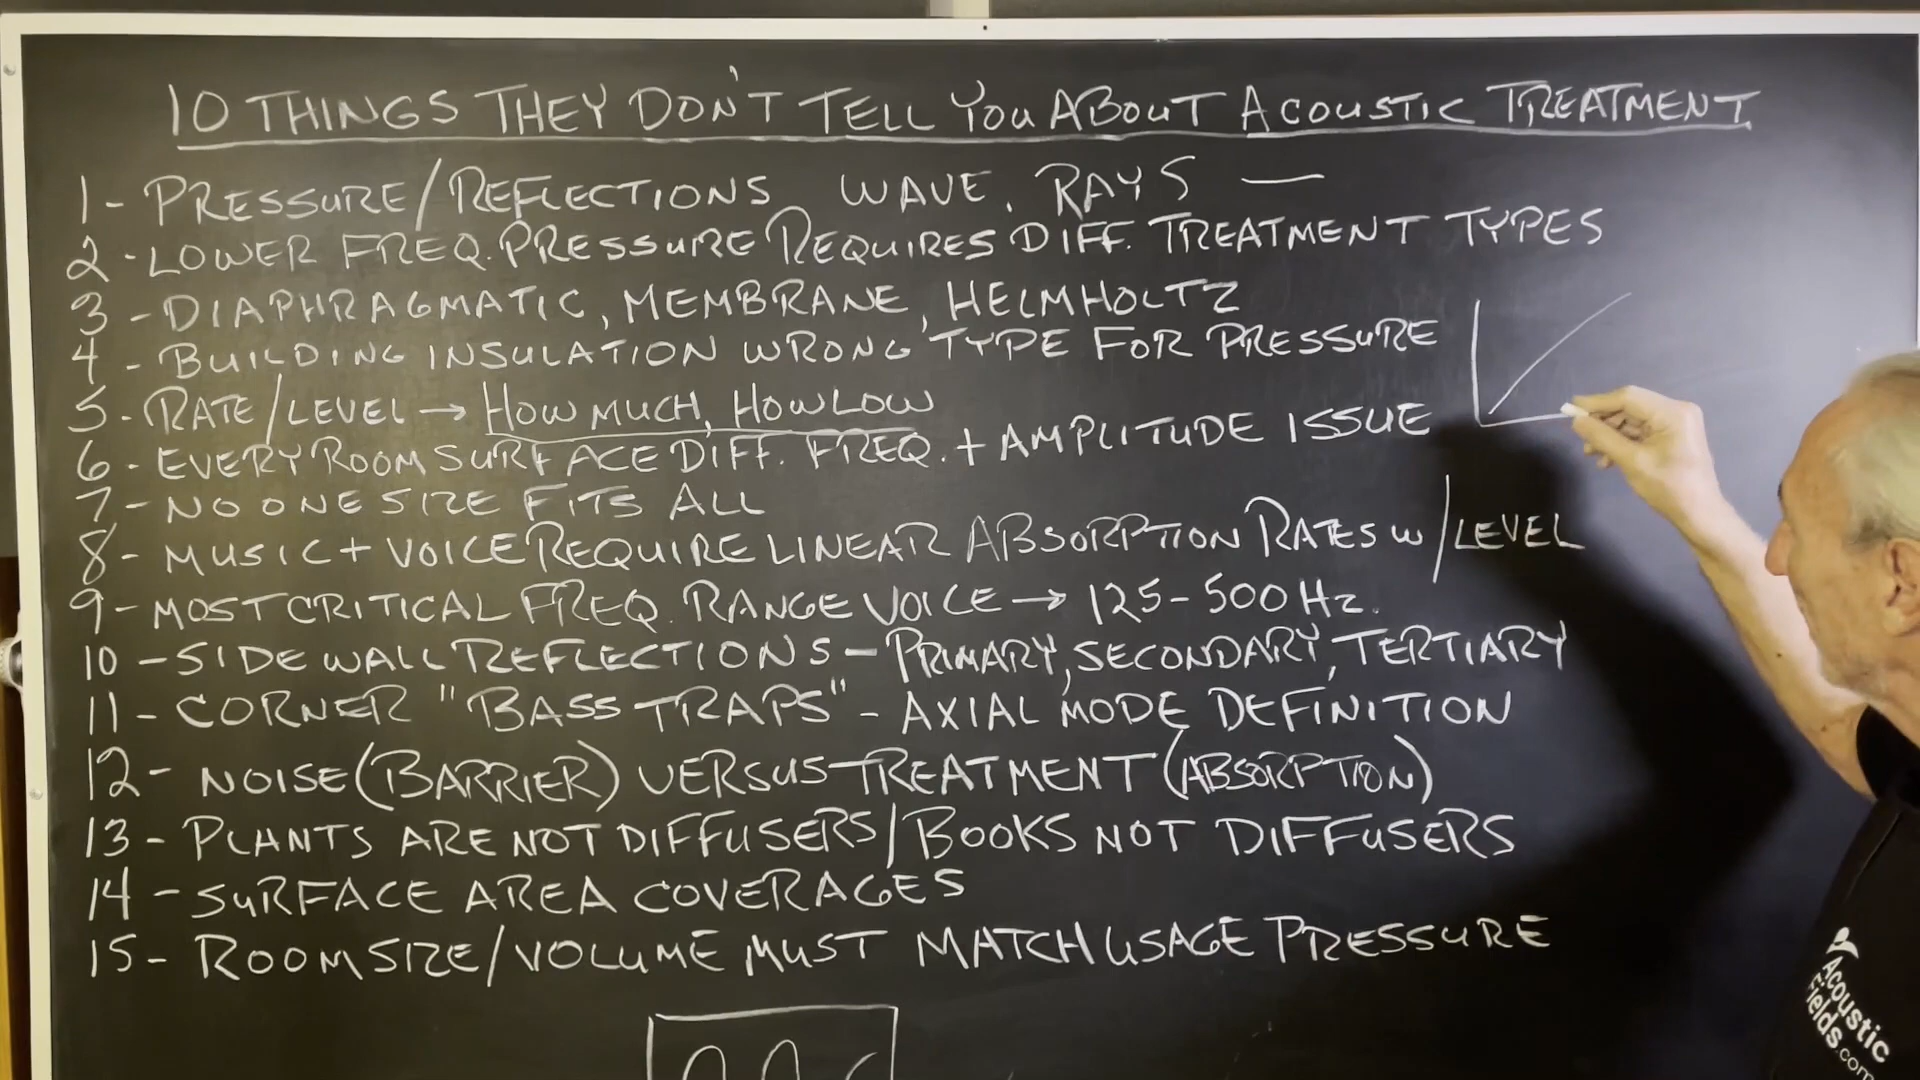 10 THINGS THEY DON'T TELL YOU ABOUT ACOUSTIC TREATMENT
1- PRESSURE/REFLECTIONS WAVE, RAYS —
2- LOWER FREQ. PRESSURE REQUIRES DIFF. TREATMENT TYPES
3- DIAPHRAGMATIC, MEMBRANE, HELMHOLTZ
4- BUILDING INSULATION WRONG TYPE FOR PRESSURE
5- RATE/LEVEL → HOW MUCH, HOW LOW
6- EVERY ROOM SURFACE DIFF. FREQ. + AMPLITUDE ISSUE
7- NO ONE SIZE FITS ALL
8- MUSIC + VOICE REQUIRE LINEAR ABSORPTION RATES W/LEVEL
9- MOST CRITICAL FREQ. RANGE VOICE → 125-500 Hz.
10- SIDE WALL REFLECTIONS - PRIMARY, SECONDARY, TERTIARY
11- CORNER "BASS TRAPS" - AXIAL MODE DEFINITION
12- NOISE (BARRIER) VERSUS TREATMENT (ABSORPTION)
13- PLANTS ARE NOT DIFFUSERS/BOOKS NOT DIFFUSERS
14- SURFACE AREA COVERAGES
15- ROOM SIZE/VOLUME MUST MATCH USAGE PRESSURE
Acoustic
Fields.com